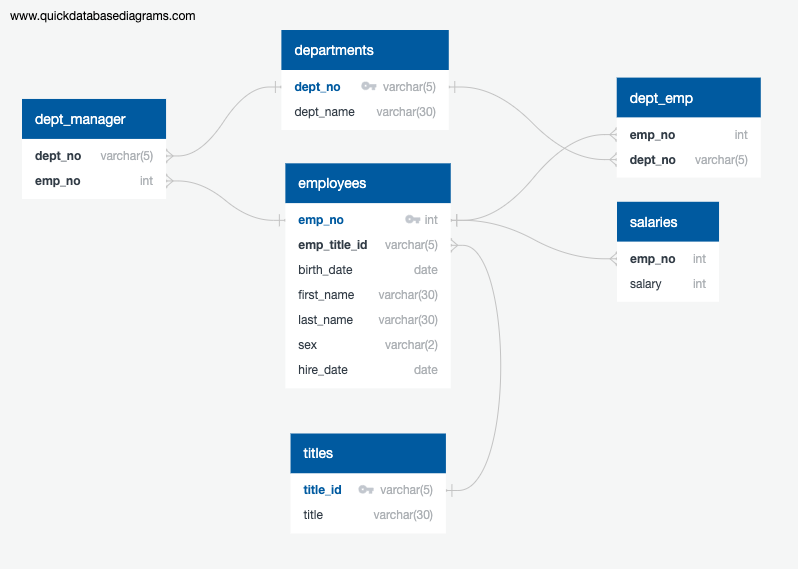 www.quickdatabasediagrams.com
departments
dept_no varchar(5)
dept_name varchar(30)
dept_manager
dept_no varchar(5)
emp_no int
dept_emp
emp_no int
dept_no varchar(5)
employees
emp_no int
emp_title_id varchar(5)
birth_date date
first_name varchar(30)
last_name varchar(30)
sex varchar(2)
hire_date date
salaries
emp_no int
salary int
titles
title_id varchar(5)
title varchar(30)